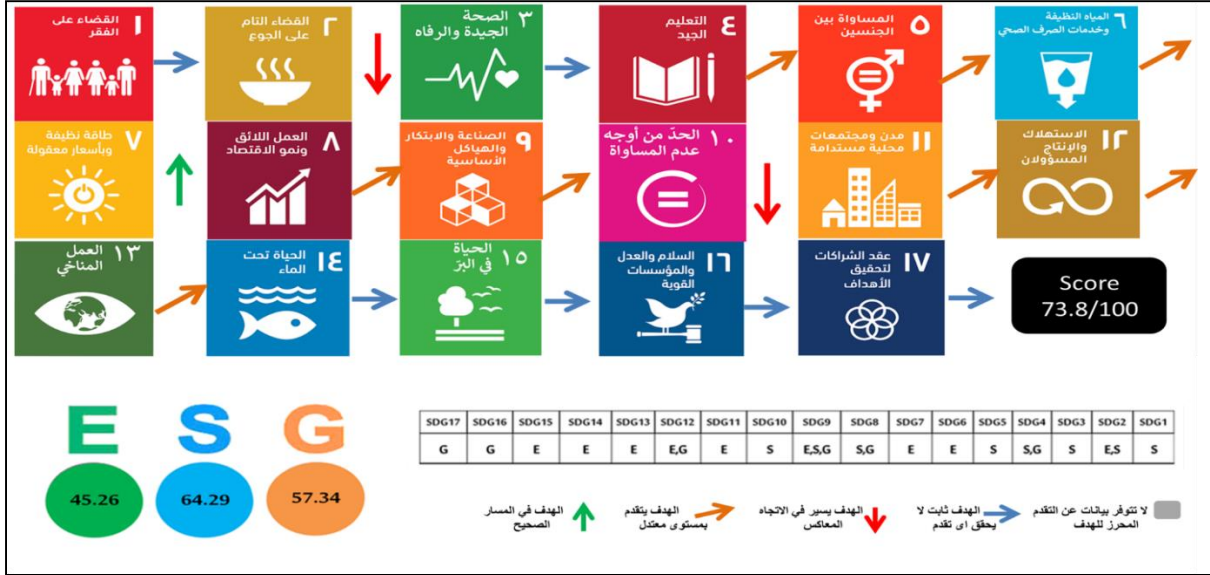 ١ القضاء على
الفقر
٢ القضاء التام
على الجوع
٣ الصحة
الجيدة والرفاه
٤ التعليم
الجيد
٥ المساواة بين
الجنسين
٦ المياه النظيفة
وخدمات الصرف الصحي
٧ طاقة نظيفة
وبأسعار معقولة
٨ العمل اللائق
ونمو الاقتصاد
٩ الصناعة والابتكار
والهياكل
الأساسية
١٠ الحدّ من أوجه
عدم المساواة
١١ مدن ومجتمعات
محلية مستدامة
١٢ الاستهلاك
والإنتاج
المسؤولان
١٣ العمل
المناخي
١٤ الحياة تحت
الماء
١٥ الحياة
في البرّ
١٦ السلام والعدل
والمؤسسات
القوية
١٧ عقد الشراكات
لتحقيق
الأهداف
Score
73.8/100
E S G
45.26 64.29 57.34
SDG17 SDG16 SDG15 SDG14 SDG13 SDG12 SDG11 SDG10 SDG9 SDG8 SDG7 SDG6 SDG5 SDG4 SDG3 SDG2 SDG1
G G E E E E,G E S E,S,G S,G E E S S,G S E,S S
لا تتوفر بيانات عن التقدم
المحرز للهدف
الهدف ثابت لا
يحقق اى تقدم
الهدف يسير في الاتجاه
المعاكس
الهدف يتقدم
بمستوى معتدل
الهدف في المسار
الصحيح